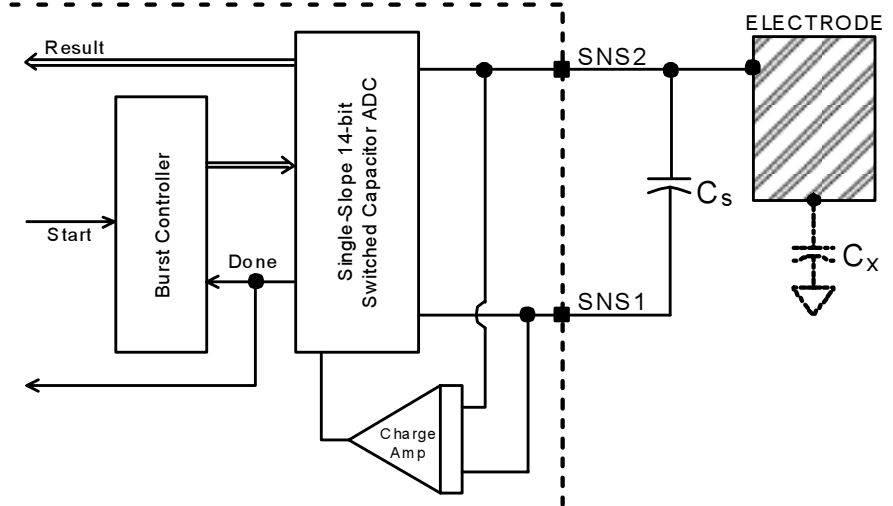 ELECTRODE
Result
SNS2
Single-Slope 14-bit
Switched Capacitor ADC
Burst Controller
Start
Done
Cs
Cx
SNS1
Charge
Amp